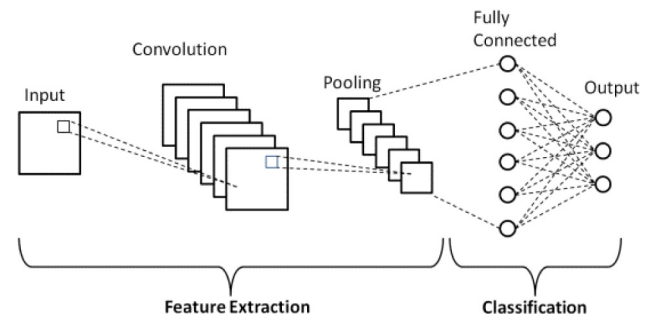 Input
Convolution
Pooling
Fully
Connected
Output
Feature Extraction
Classification